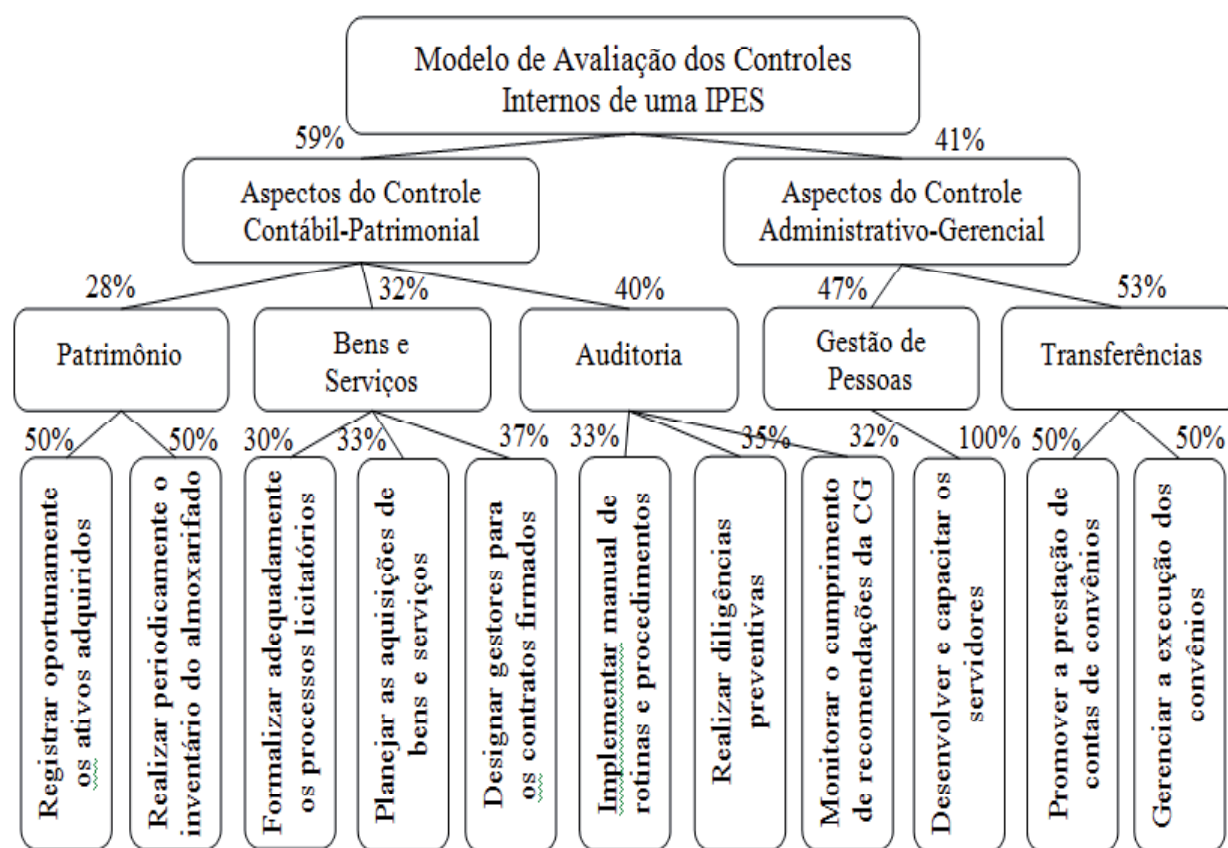 Modelo de Avaliação dos Controles
Internos de uma IPES
59%
41%
Aspectos do Controle
Contábil-Patrimonial
Aspectos do Controle
Administrativo-Gerencial
28%
32%
40%
47%
53%
Patrimônio
Bens e
Serviços
Auditoria
Gestão de
Pessoas
Transferências
50%
50%
30%
33%
37%
33%
35%
32%
100%
50%
50%
Registrar oportunamente
os ativos adquiridos
Realizar periodicamente o
inventário do almoxarifado
Formalizar adequadamente
os processos licitatórios
Planejar as aquisições de
bens e serviços
Designar gestores para
os contratos firmados
Implementar manual de
rotinas e procedimentos
Realizar diligências
preventivas
Monitorar o cumprimento
de recomendações da CG
Desenvolver e capacitar os
servidores
Promover a prestação de
contas de convênios
Gerenciar a execução dos
convênios